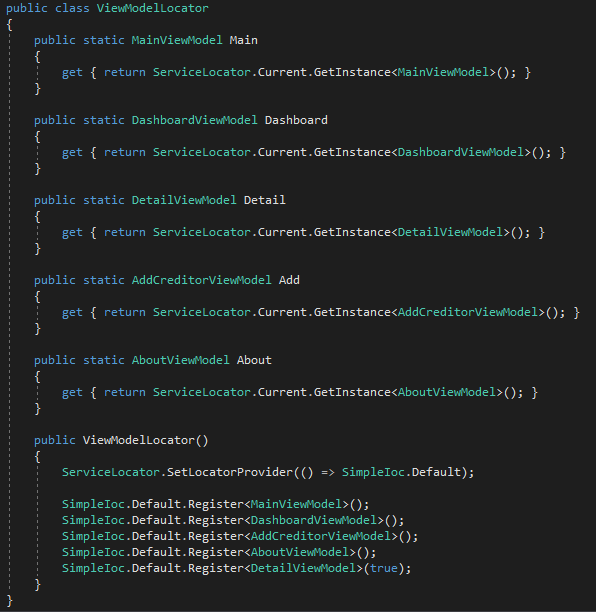 public class ViewModelLocator
{
    public static MainViewModel Main
    {
        get { return ServiceLocator.Current.GetInstance<MainViewModel>(); }
    }

    public static DashboardViewModel Dashboard
    {
        get { return ServiceLocator.Current.GetInstance<DashboardViewModel>(); }
    }

    public static DetailViewModel Detail
    {
        get { return ServiceLocator.Current.GetInstance<DetailViewModel>(); }
    }

    public static AddCreditorViewModel Add
    {
        get { return ServiceLocator.Current.GetInstance<AddCreditorViewModel>(); }
    }

    public static AboutViewModel About
    {
        get { return ServiceLocator.Current.GetInstance<AboutViewModel>(); }
    }

    public ViewModelLocator()
    {
        ServiceLocator.SetLocatorProvider(() => SimpleIoc.Default);

        SimpleIoc.Default.Register<MainViewModel>();
        SimpleIoc.Default.Register<DashboardViewModel>();
        SimpleIoc.Default.Register<AddCreditorViewModel>();
        SimpleIoc.Default.Register<AboutViewModel>();
        SimpleIoc.Default.Register<DetailViewModel>(true);
    }
}